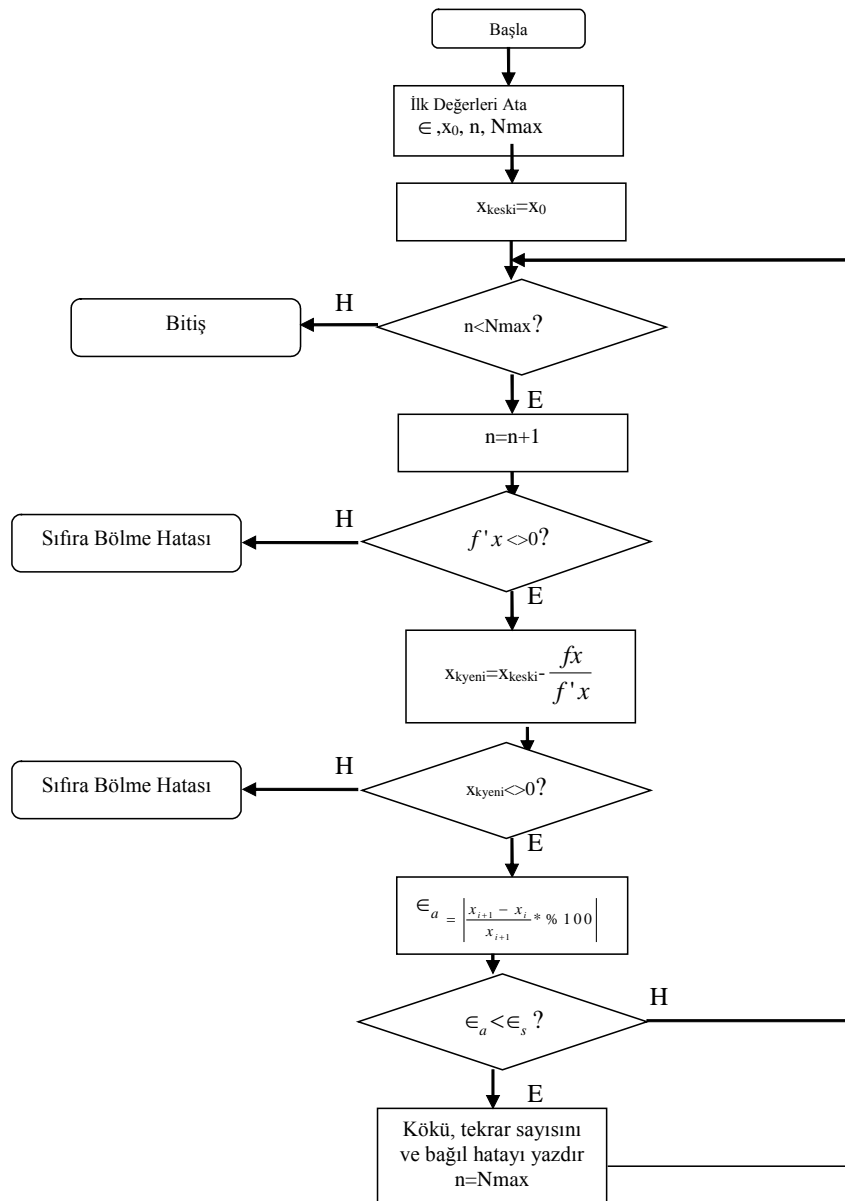 Başla
İlk Değerleri Ata
∈ ,x₀, n, Nmax
xkeski=x₀
H
Bitiş
n<Nmax?
E
n=n+1
H
Sıfıra Bölme Hatası
f'x<>0?
E
xkyeni=xkeski- fx / f'x
H
Sıfıra Bölme Hatası
xkyeni<>0?
E
∈a = |(xi+1 − xi) / xi+1 * % 100|
H
∈a<∈s ?
E
Kökü, tekrar sayısını
ve bağıl hatayı yazdır
n=Nmax